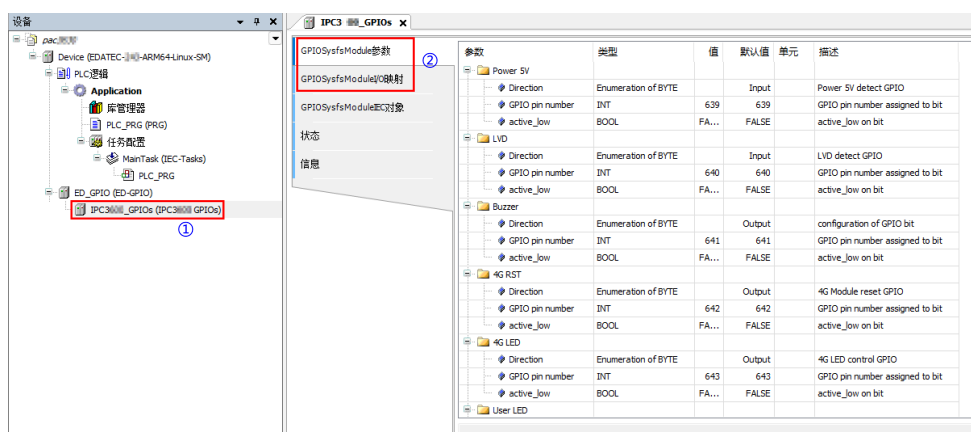 设备
pac
Device (EDATEC- -ARM64-Linux-SM)
PLC逻辑
Application
库管理器
PLC_PRG (PRG)
任务配置
MainTask (IEC-Tasks)
PLC_PRG
ED_GPIO (ED-GPIO)
IPC3 _GPIOs (IPC3 GPIOs)
①
IPC3 _GPIOs
GPIOSysfsModule参数
②
GPIOSysfsModuleI/O映射
GPIOSysfsModuleIEC对象
状态
信息
参数 类型 值 默认值 单元 描述
Power 5V
Direction Enumeration of BYTE Input Power 5V detect GPIO
GPIO pin number INT 639 639 GPIO pin number assigned to bit
active_low BOOL FA... FALSE active_low on bit
LVD
Direction Enumeration of BYTE Input LVD detect GPIO
GPIO pin number INT 640 640 GPIO pin number assigned to bit
active_low BOOL FA... FALSE active_low on bit
Buzzer
Direction Enumeration of BYTE Output configuration of GPIO bit
GPIO pin number INT 641 641 GPIO pin number assigned to bit
active_low BOOL FA... FALSE active_low on bit
4G RST
Direction Enumeration of BYTE Output 4G Module reset GPIO
GPIO pin number INT 642 642 GPIO pin number assigned to bit
active_low BOOL FA... FALSE active_low on bit
4G LED
Direction Enumeration of BYTE Output 4G LED control GPIO
GPIO pin number INT 643 643 GPIO pin number assigned to bit
active_low BOOL FA... FALSE active_low on bit
User LED